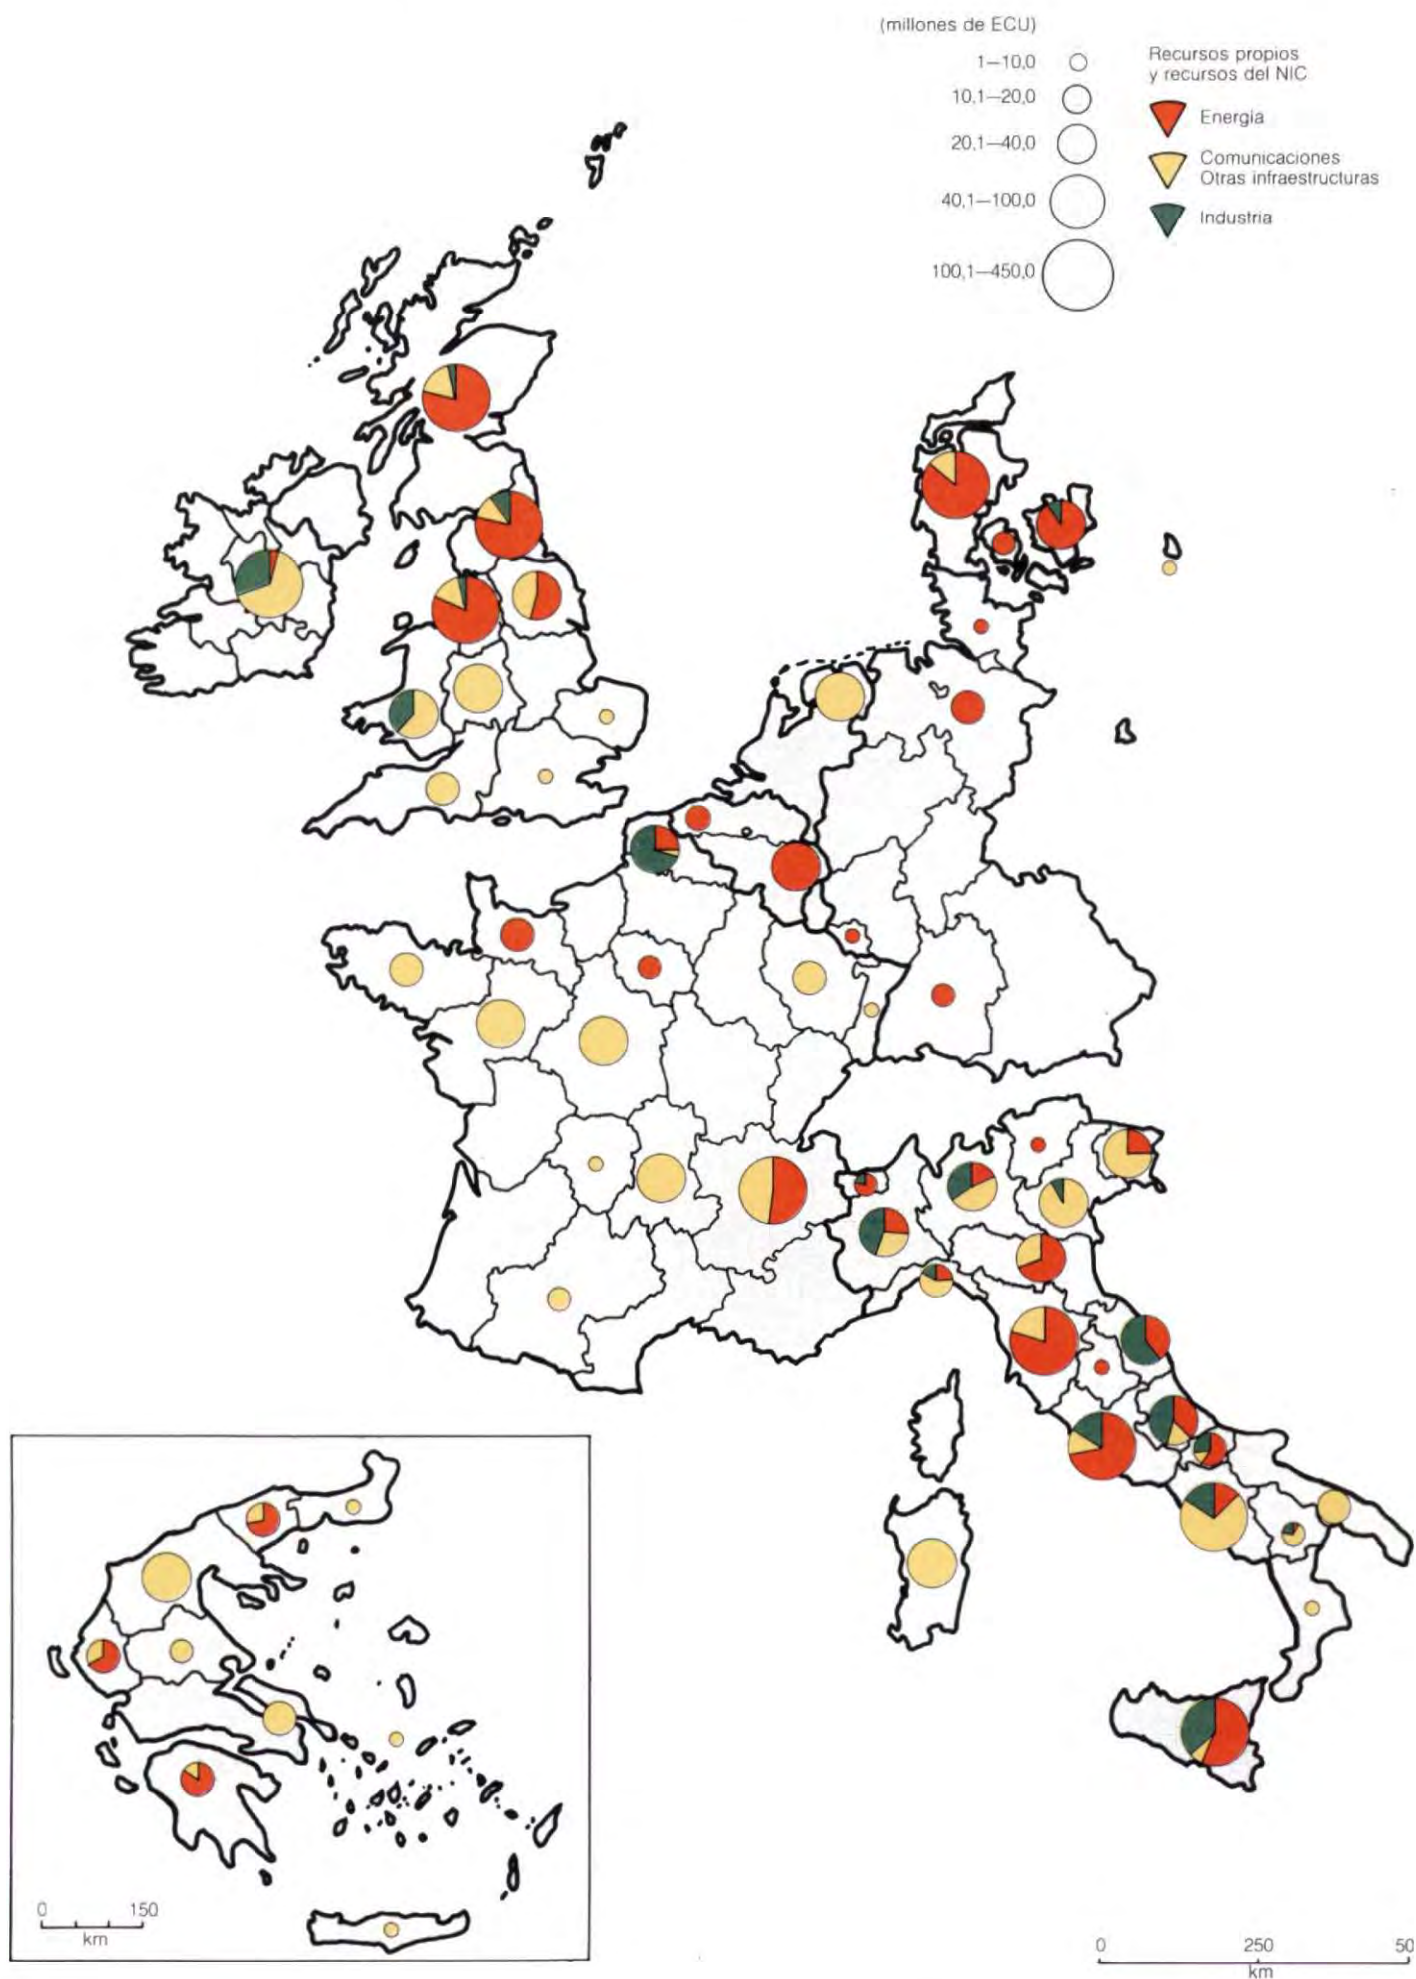 (millones de ECU)
1—10,0
10,1—20,0
20,1—40,0
40,1—100,0
100,1—450,0
Recursos propios
y recursos del NIC
Energía
Comunicaciones
Otras infraestructuras
Industria
0 150
km
0 250 50
km